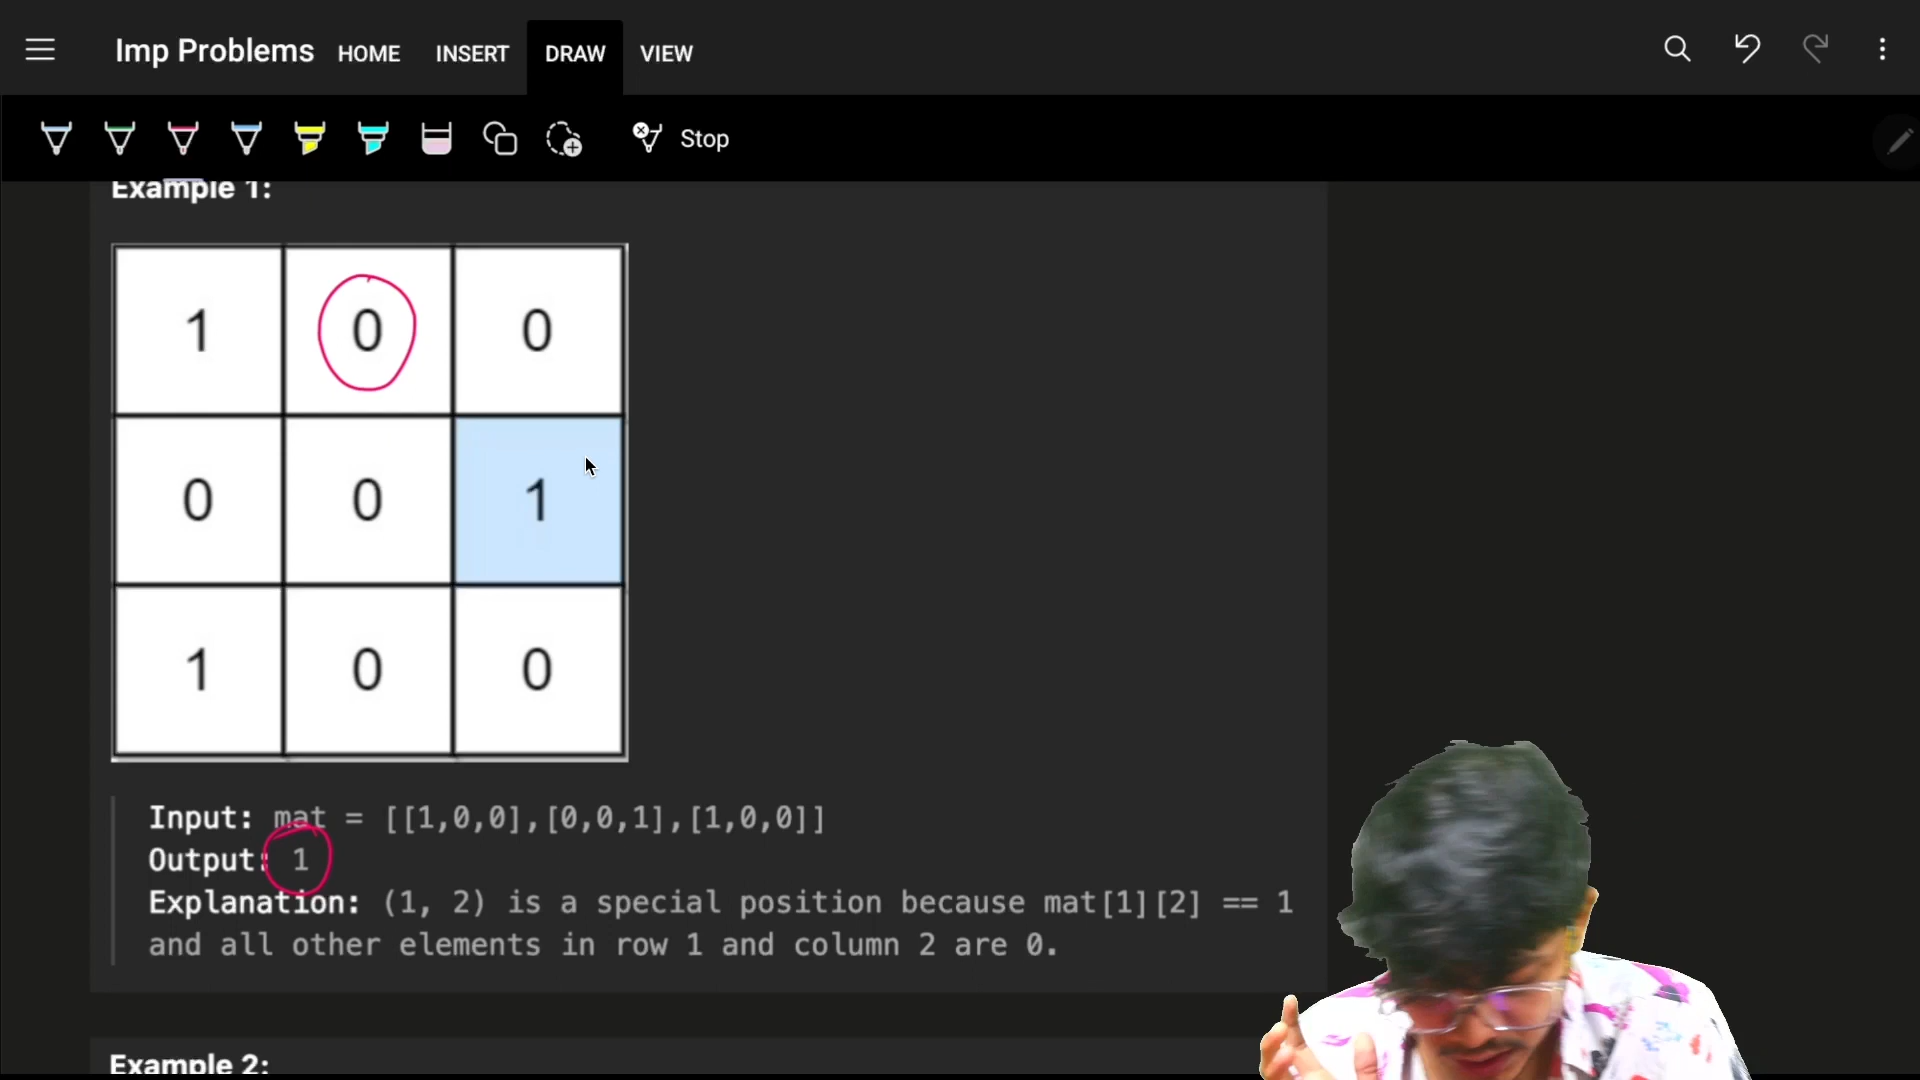 Imp Problems HOME INSERT DRAW VIEW
Stop
Example 1:
1 0 0
0 0 1
1 0 0
Input: mat = [[1,0,0],[0,0,1],[1,0,0]]
Output: 1
Explanation: (1, 2) is a special position because mat[1][2] == 1
and all other elements in row 1 and column 2 are 0.
Example 2: